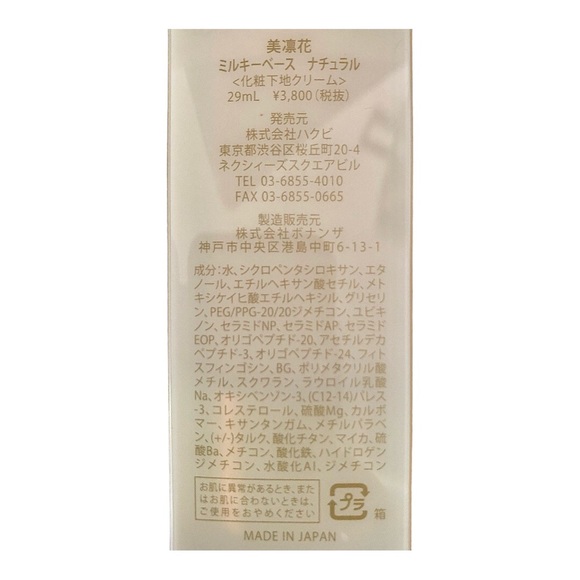 美凛花
ミルキーベース ナチュラル
<化粧下地クリーム>
29mL ¥3,800(税抜)
発売元
株式会社ハクビ
東京都渋谷区桜丘町20-4
ネクシィーズスクエアビル
TEL 03-6855-4010
FAX 03-6855-0665
製造販売元
株式会社ボナンザ
神戸市中央区港島中町6-13-1
成分:水、シクロペンタシロキサン、エタ
ノール、エチルヘキサン酸セチル、メト
キシケイヒ酸エチルヘキシル、グリセリ
ン、PEG/PPG-20/20ジメチコン、ユビキ
ノン、セラミドNP、セラミドAP、セラミド
EOP、オリゴペプチド-20、アセチルデカ
ペプチド-3、オリゴペプチド-24、フィト
スフィンゴシン、BG、ポリメタクリル酸
メチル、スクワラン、ラウロイル乳酸
Na、オキシベンゾン-3、(C12-14)パレス
-3、コレステロール、硫酸Mg、カルボ
マー、キサンタンガム、メチルパラベ
ン、(+/-)タルク、酸化チタン、マイカ、硫
酸Ba、メチコン、酸化鉄、ハイドロゲン
ジメチコン、水酸化Al、ジメチコン
お肌に異常があるとき、また
はお肌に合わないときは、
ご使用をおやめください
プラ
箱
MADE IN JAPAN